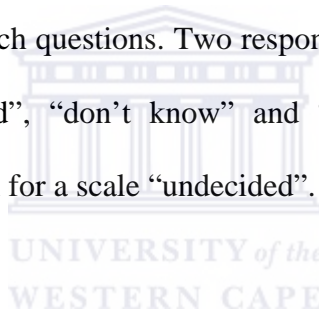 ch questions. Two respon
d”, “don’t know” and
for a scale “undecided”.
UNIVERSITY of the
WESTERN CAPE